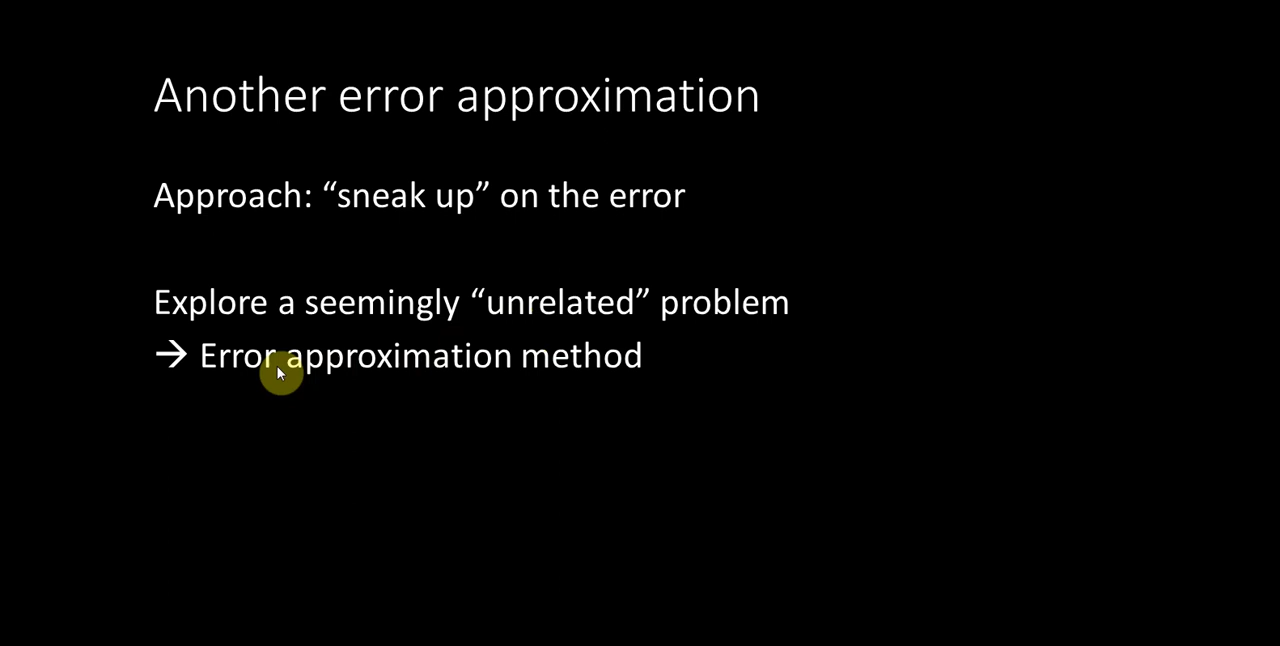 Another error approximation
Approach: “sneak up” on the error
Explore a seemingly “unrelated” problem
→ Error approximation method